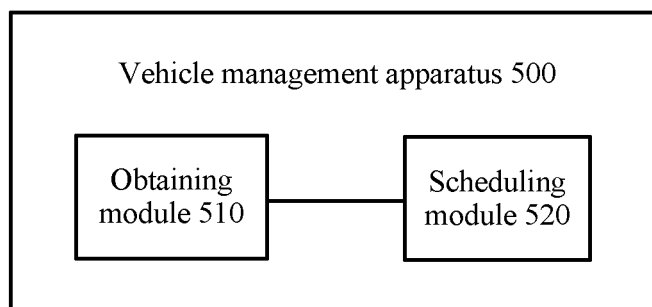 Vehicle management apparatus 500
Obtaining
module 510
Scheduling
module 520